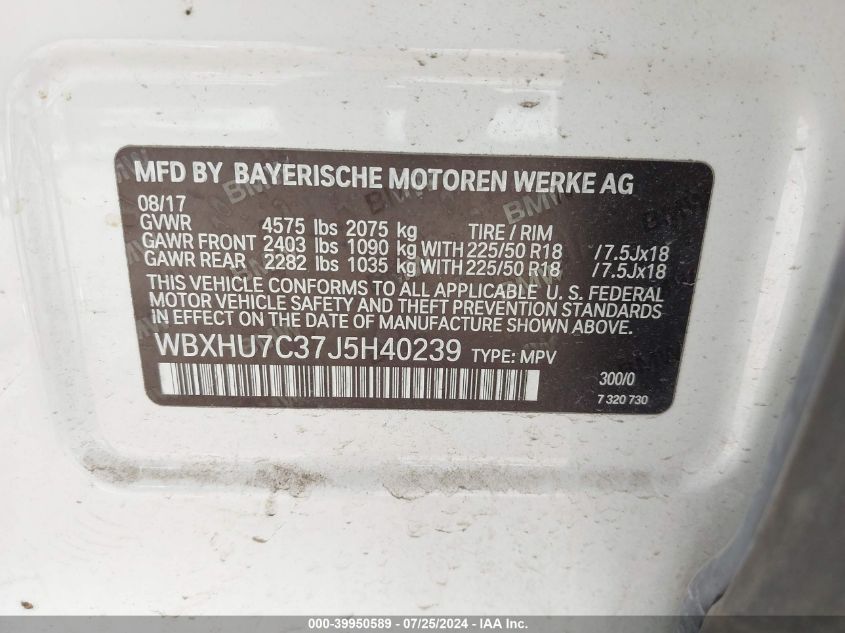 MFD BY BAYERISCHE MOTOREN WERKE AG
08/17
GVWR 4575 lbs 2075 kg TIRE / RIM
GAWR FRONT 2403 lbs 1090 kg WITH 225/50 R18 /7.5Jx18
GAWR REAR 2282 lbs 1035 kg WITH 225/50 R18 /7.5Jx18
THIS VEHICLE CONFORMS TO ALL APPLICABLE U. S. FEDERAL
MOTOR VEHICLE SAFETY AND THEFT PREVENTION STANDARDS
IN EFFECT ON THE DATE OF MANUFACTURE SHOWN ABOVE.
WBXHU7C37J5H40239 TYPE: MPV
300/0
7 320 730
000-39950589 - 07/25/2024 - IAA Inc.